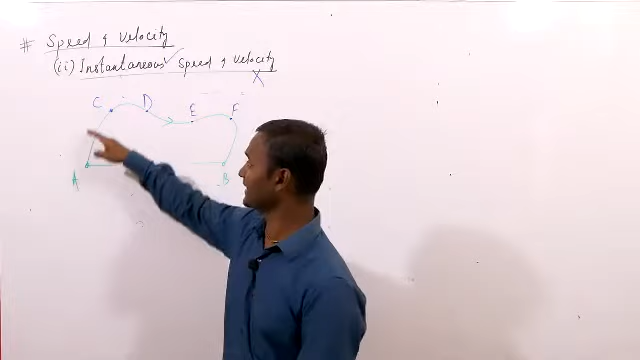 # Speed & Velocity
(ii) Instantaneous ✓ Speed & Velocity
X
C D E F
A B